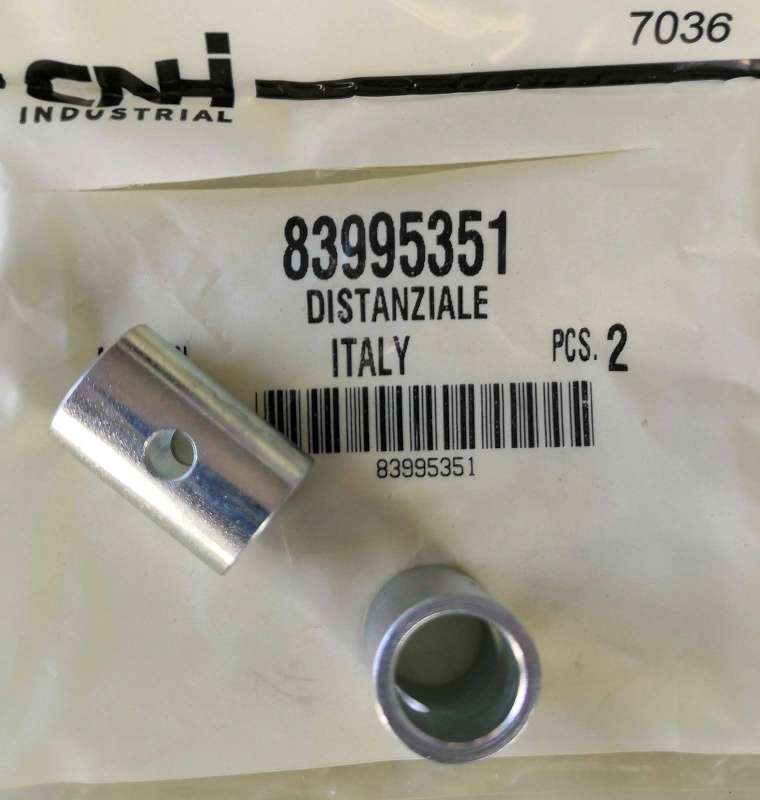 7036
CNH
INDUSTRIAL
83995351
DISTANZIALE
ITALY
PCS. 2
83995351